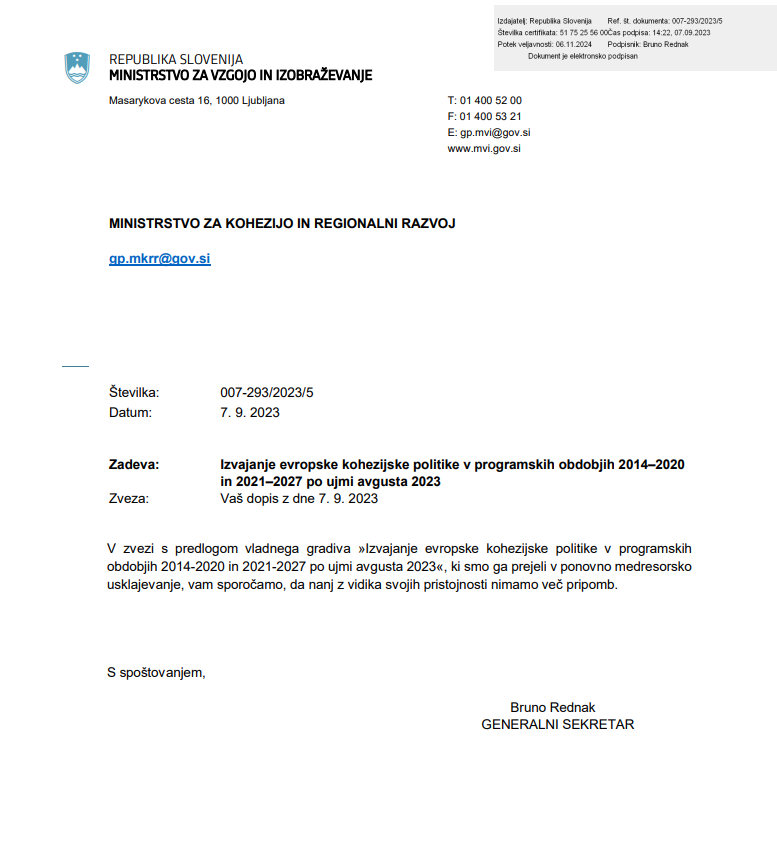 Izdajatelj: Republika Slovenija Ref. št. dokumenta: 007-293/2023/5
Številka certifikata: 51 75 25 56 00Čas podpisa: 14:22, 07.09.2023
Potek veljavnosti: 06.11.2024 Podpisnik: Bruno Rednak
Dokument je elektronsko podpisan
REPUBLIKA SLOVENIJA
MINISTRSTVO ZA VZGOJO IN IZOBRAŽEVANJE
Masarykova cesta 16, 1000 Ljubljana
T: 01 400 52 00
F: 01 400 53 21
E: gp.mvi@gov.si
www.mvi.gov.si
MINISTRSTVO ZA KOHEZIJO IN REGIONALNI RAZVOJ
gp.mkrr@gov.si
Številka: 007-293/2023/5
Datum: 7. 9. 2023
Zadeva: Izvajanje evropske kohezijske politike v programskih obdobjih 2014–2020
in 2021–2027 po ujmi avgusta 2023
Zveza: Vaš dopis z dne 7. 9. 2023
V zvezi s predlogom vladnega gradiva »Izvajanje evropske kohezijske politike v programskih
obdobjih 2014-2020 in 2021-2027 po ujmi avgusta 2023«, ki smo ga prejeli v ponovno medresorsko
usklajevanje, vam sporočamo, da nanj z vidika svojih pristojnosti nimamo več pripomb.
S spoštovanjem,
Bruno Rednak
GENERALNI SEKRETAR